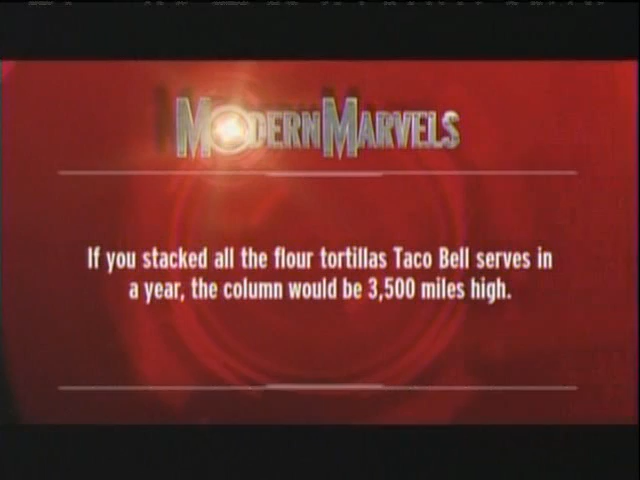 MODERN MARVELS
If you stacked all the flour tortillas Taco Bell serves in
a year, the column would be 3,500 miles high.